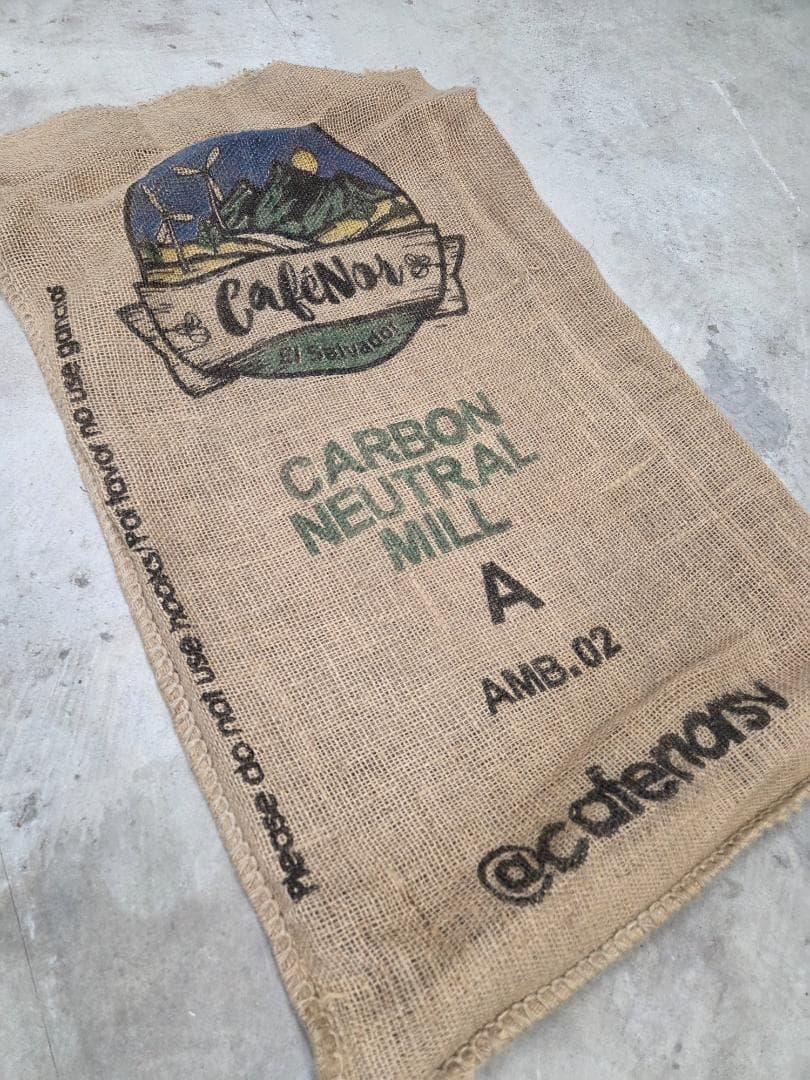 CaféNor
El Salvador
CARBON
NEUTRAL
MILL
A
AMB.02
@cafenorsv
Please do not use hooks/Por favor no use ganchos